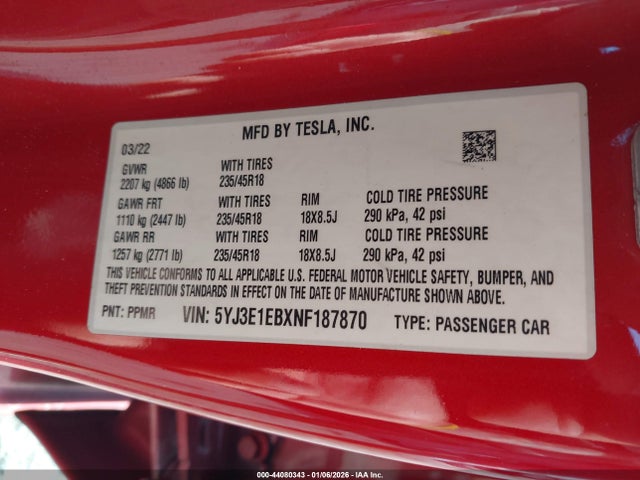 MFD BY TESLA, INC.
03/22
GVWR WITH TIRES
2207 kg (4866 lb) 235/45R18
GAWR FRT WITH TIRES RIM COLD TIRE PRESSURE
1110 kg (2447 lb) 235/45R18 18X8.5J 290 kPa, 42 psi
GAWR RR WITH TIRES RIM COLD TIRE PRESSURE
1257 kg (2771 lb) 235/45R18 18X8.5J 290 kPa, 42 psi
THIS VEHICLE CONFORMS TO ALL APPLICABLE U.S. FEDERAL MOTOR VEHICLE SAFETY, BUMPER, AND
THEFT PREVENTION STANDARDS IN EFFECT ON THE DATE OF MANUFACTURE SHOWN ABOVE.
PNT: PPMR VIN: 5YJ3E1EBXNF187870 TYPE: PASSENGER CAR
000-44080343 - 01/06/2026 - IAA Inc.